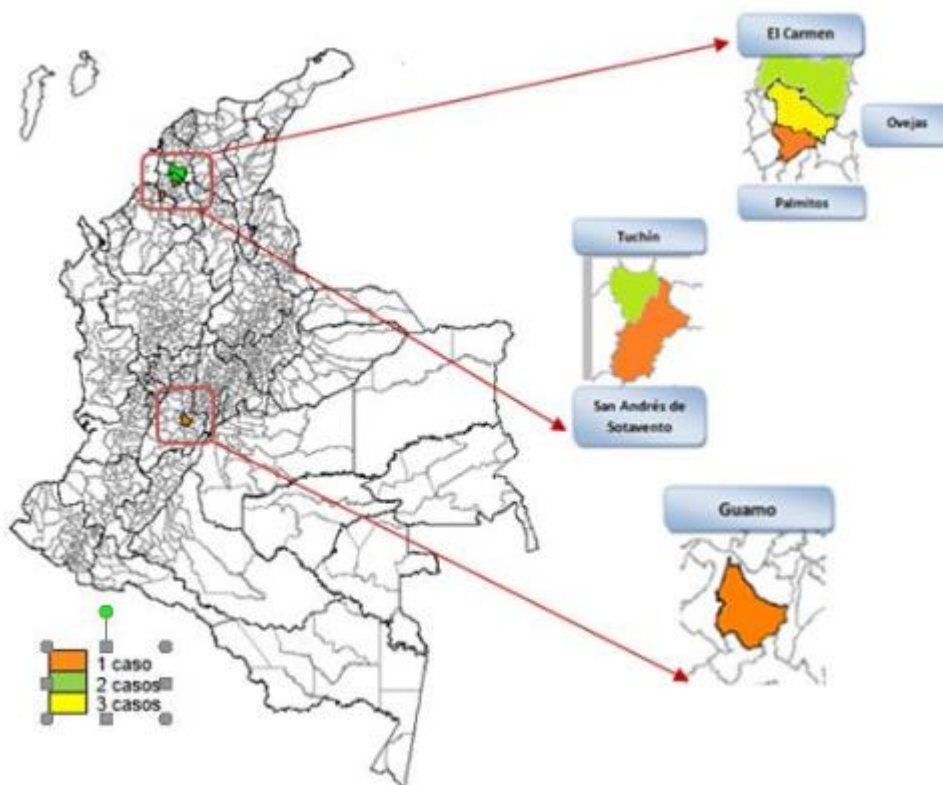 El Carmen
Ovejas
Palmitos
Tuchín
San Andrés de
Sotavento
Guamo
1 caso
2 casos
3 casos